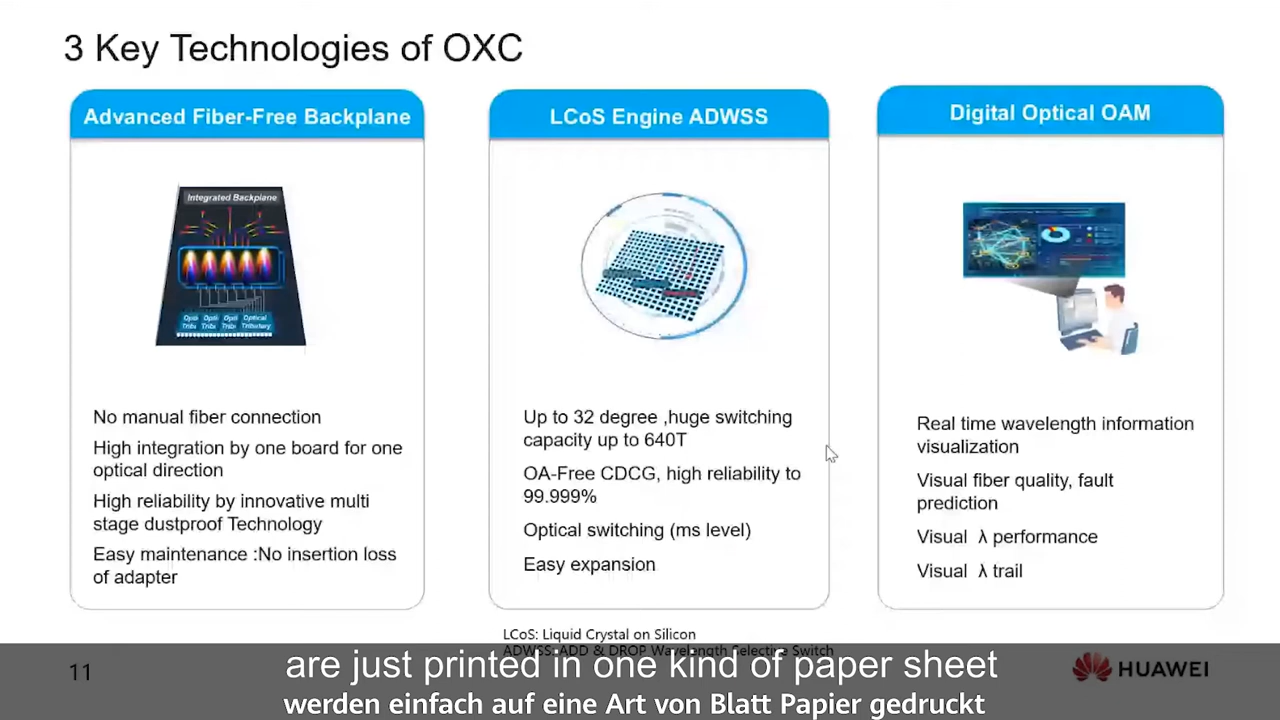 3 Key Technologies of OXC
Advanced Fiber-Free Backplane
Integrated Backplane
Optical
Tributary
No manual fiber connection
High integration by one board for one
optical direction
High reliability by innovative multi
stage dustproof Technology
Easy maintenance :No insertion loss
of adapter
LCoS Engine ADWSS
Up to 32 degree ,huge switching
capacity up to 640T
OA-Free CDCG, high reliability to
99.999%
Optical switching (ms level)
Easy expansion
Digital Optical OAM
Real time wavelength information
visualization
Visual fiber quality, fault
prediction
Visual λ performance
Visual λ trail
LCoS: Liquid Crystal on Silicon
ADWSS: ADD & DROP Wavelength Selective Switch
11
are just printed in one kind of paper sheet
werden einfach auf eine Art von Blatt Papier gedruckt
HUAWEI